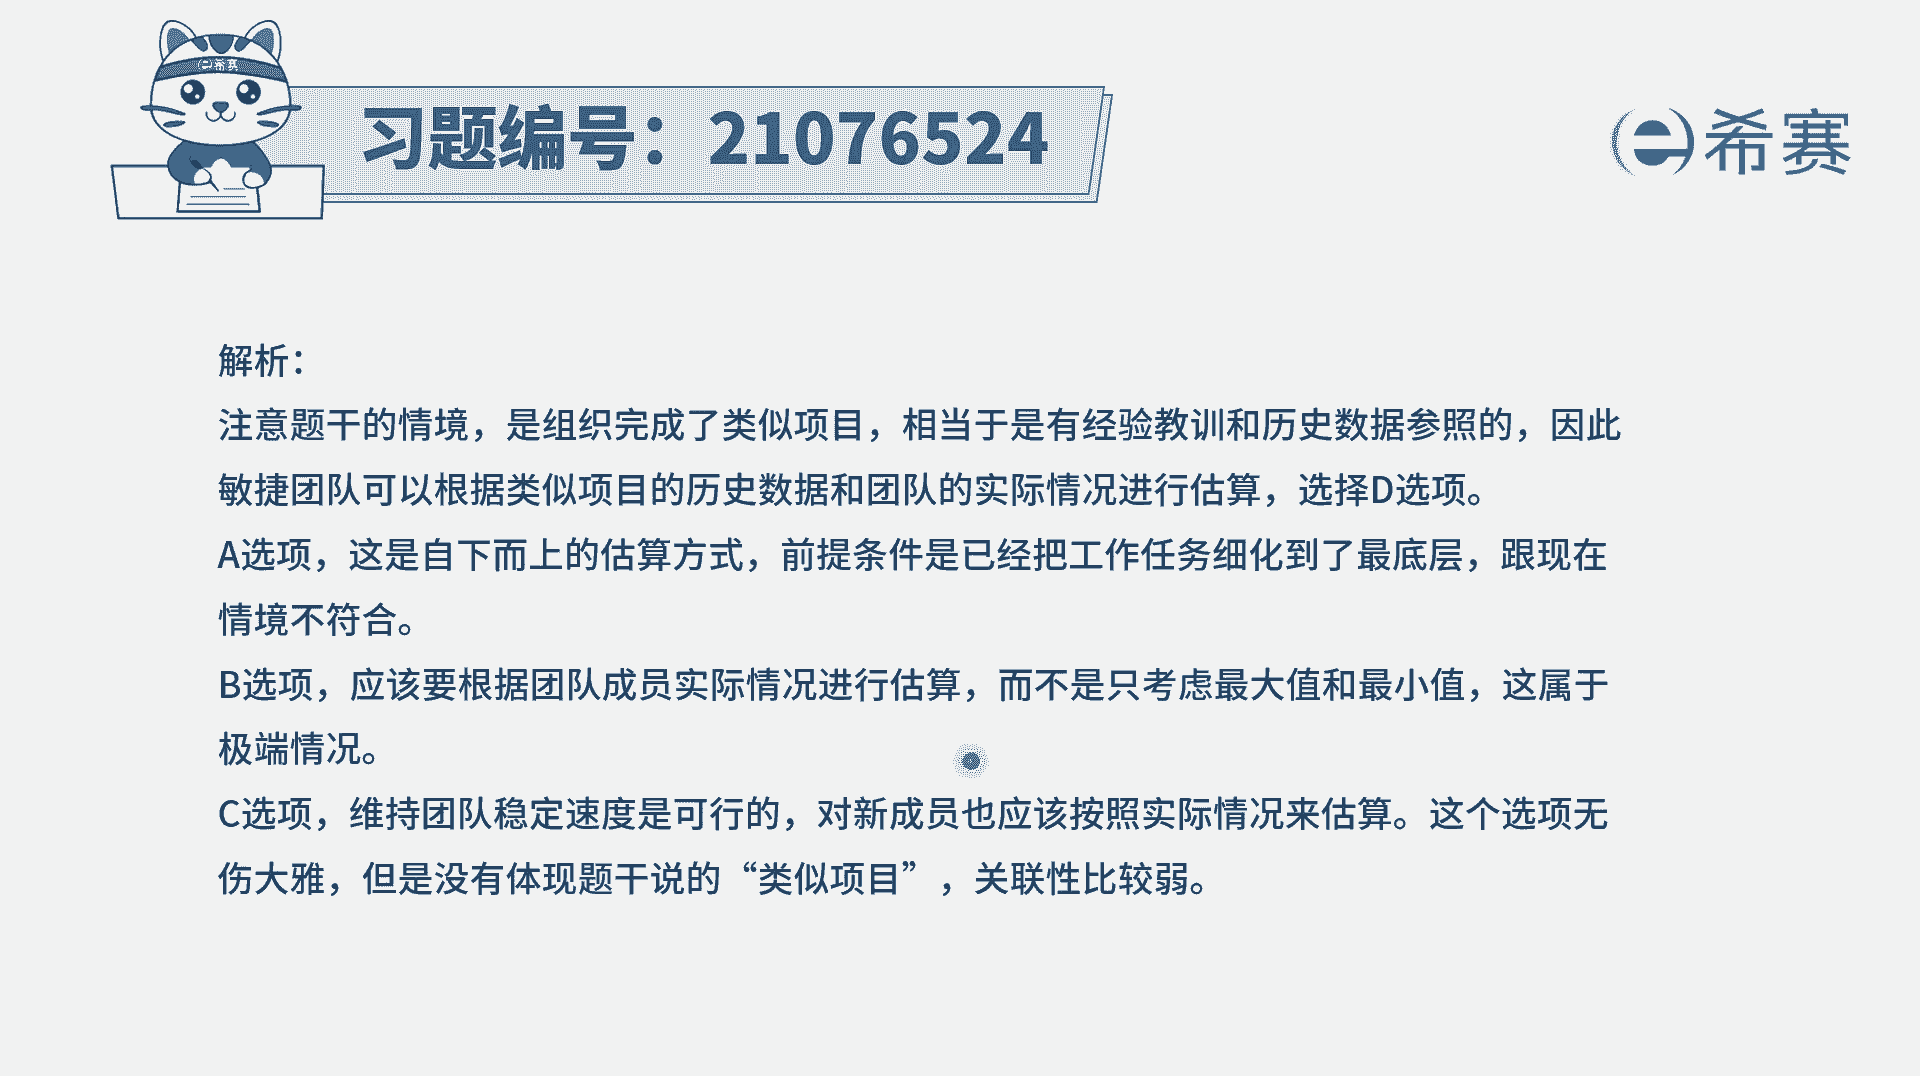 e希赛
习题编号：21076524
e希赛
解析：
注意题干的情境，是组织完成了类似项目，相当于是有经验教训和历史数据参照的，因此
敏捷团队可以根据类似项目的历史数据和团队的实际情况进行估算，选择D选项。
A选项，这是自下而上的估算方式，前提条件是已经把工作任务细化到了最底层，跟现在
情境不符合。
B选项，应该要根据团队成员实际情况进行估算，而不是只考虑最大值和最小值，这属于
极端情况。
C选项，维持团队稳定速度是可行的，对新成员也应该按照实际情况来估算。这个选项无
伤大雅，但是没有体现题干说的“类似项目”，关联性比较弱。